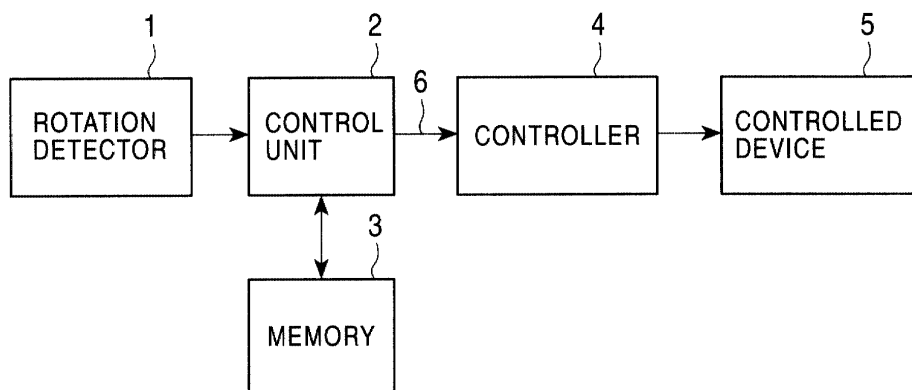 1
2
4
5
6
ROTATION
DETECTOR
CONTROL
UNIT
CONTROLLER
CONTROLLED
DEVICE
3
MEMORY